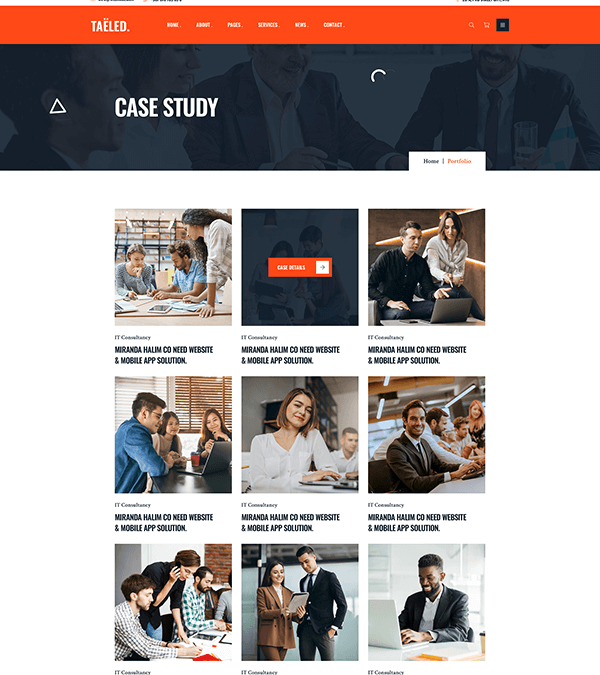 TAËLED.
HOME ABOUT PAGES SERVICES NEWS CONTACT
CASE STUDY
Home | Portfolio
CASE DETAILS
IT Consultancy IT Consultancy IT Consultancy
MIRANDA HALIM CO NEED WEBSITE MIRANDA HALIM CO NEED WEBSITE MIRANDA HALIM CO NEED WEBSITE
& MOBILE APP SOLUTION. & MOBILE APP SOLUTION. & MOBILE APP SOLUTION.
IT Consultancy IT Consultancy IT Consultancy
MIRANDA HALIM CO NEED WEBSITE MIRANDA HALIM CO NEED WEBSITE MIRANDA HALIM CO NEED WEBSITE
& MOBILE APP SOLUTION. & MOBILE APP SOLUTION. & MOBILE APP SOLUTION.
IT Consultancy IT Consultancy IT Consultancy